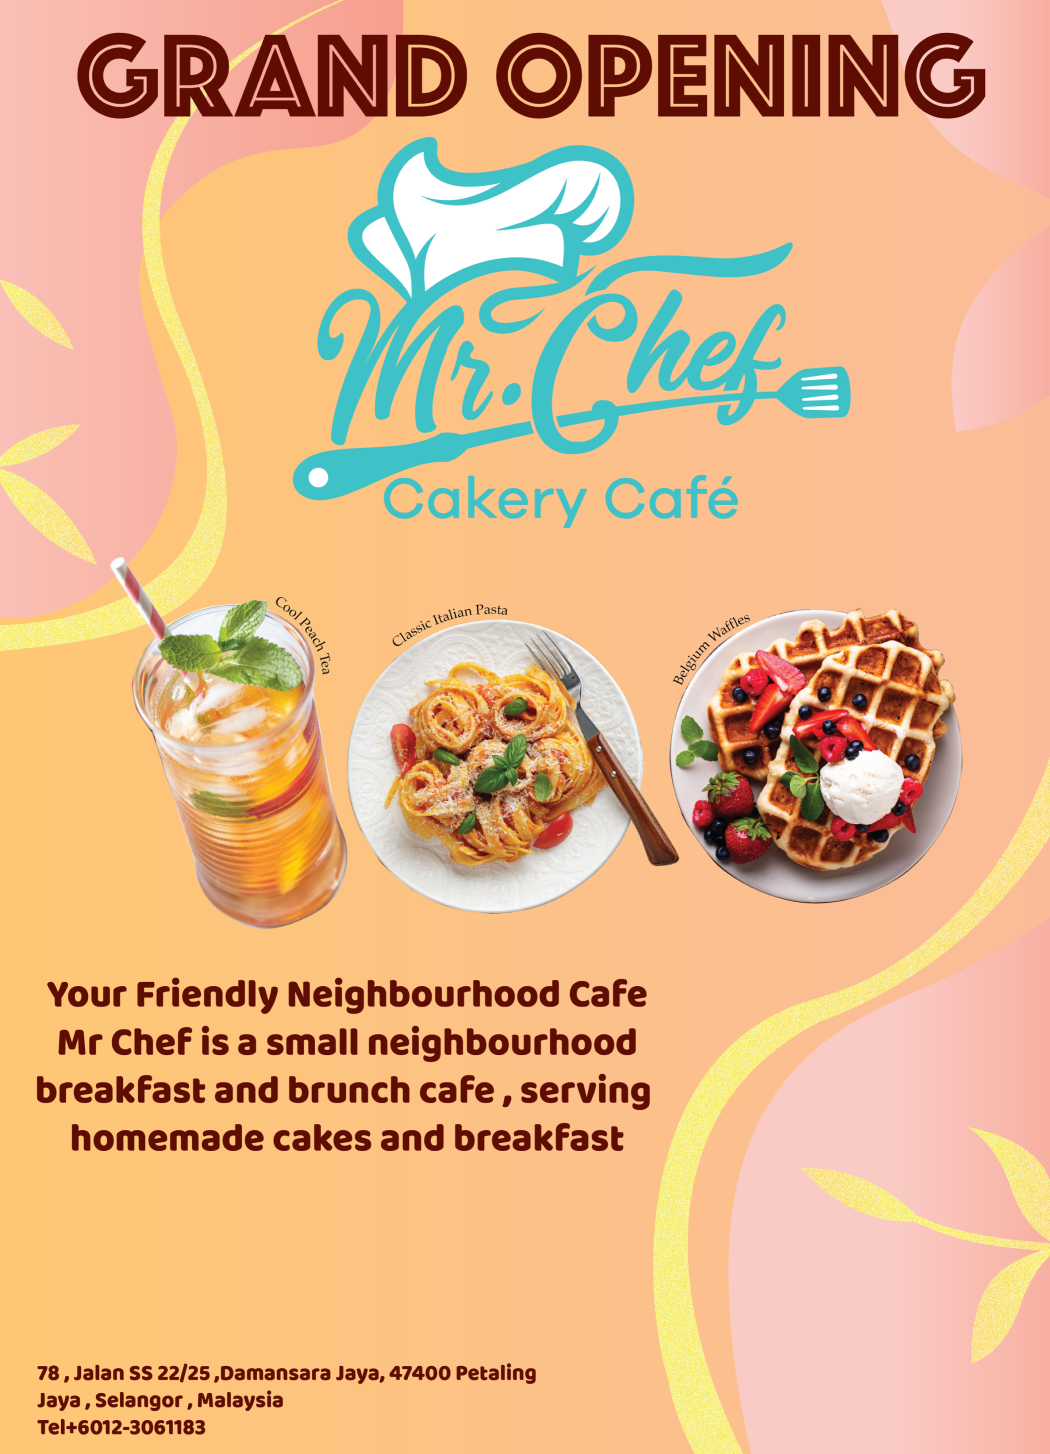 GRAND OPENING
Mr. Chef
Cakery Café
Cool Peach Tea
Classic Italian Pasta
Belgium Waffles
Your Friendly Neighbourhood Cafe
Mr Chef is a small neighbourhood
breakfast and brunch cafe , serving
homemade cakes and breakfast
78 , Jalan SS 22/25 ,Damansara Jaya, 47400 Petaling
Jaya , Selangor , Malaysia
Tel+6012-3061183